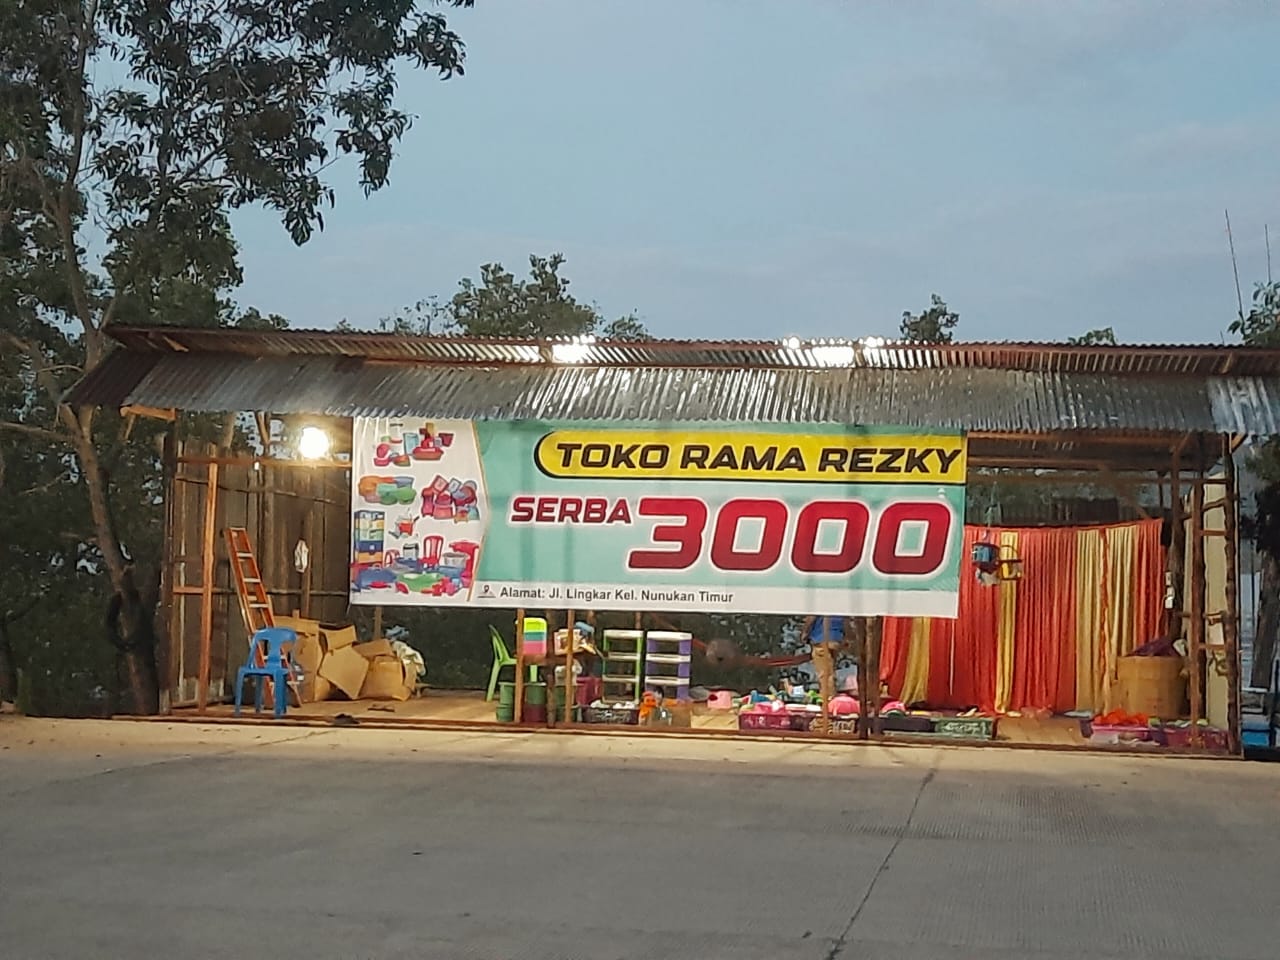 TOKO RAMA REZKY
SERBA 3000
Alamat: Jl. Lingkar Kel. Nunukan Timur